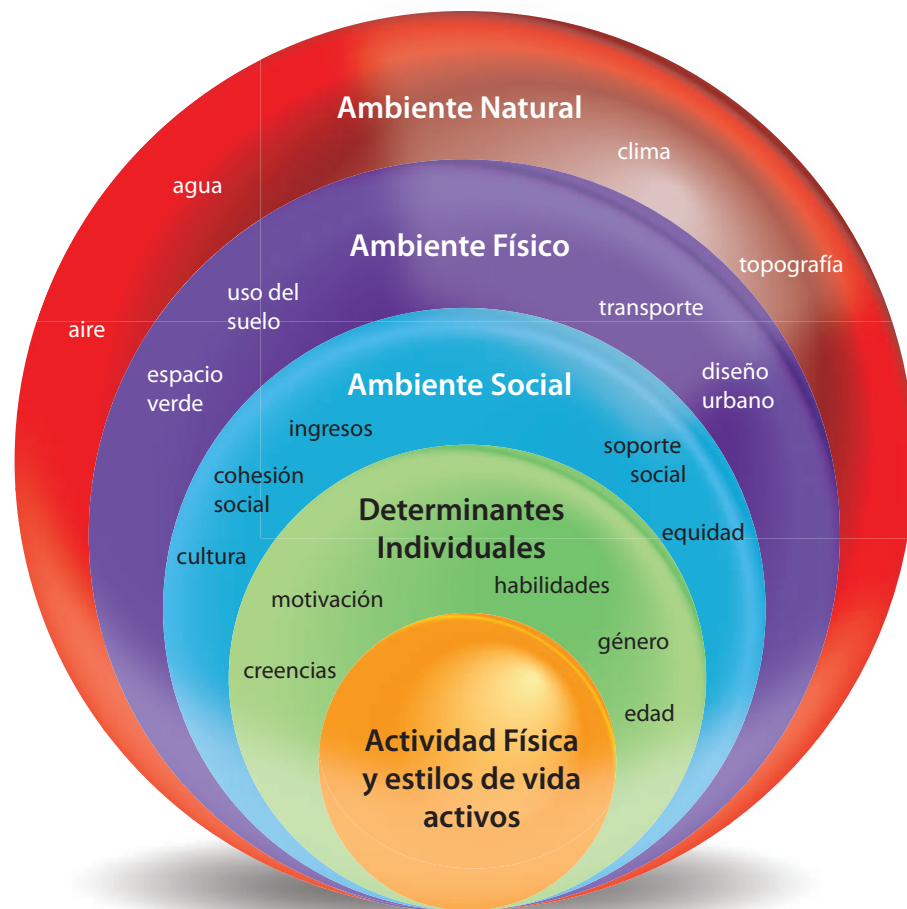 Ambiente Natural
clima
agua
topografía
aire
Ambiente Físico
uso del
suelo
transporte
espacio
verde
diseño
urbano
Ambiente Social
ingresos
soporte
social
cohesión
social
equidad
cultura
Determinantes
Individuales
habilidades
motivación
género
creencias
edad
Actividad Física
y estilos de vida
activos